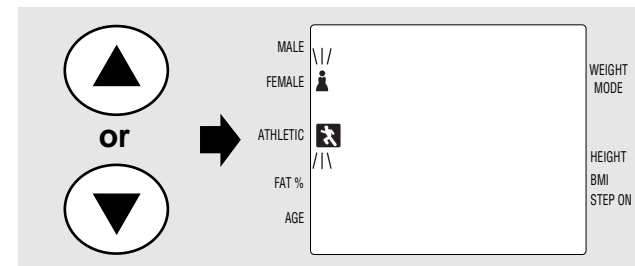 or
MALE
FEMALE
ATHLETIC
FAT %
AGE
WEIGHT
MODE
HEIGHT
BMI
STEP ON